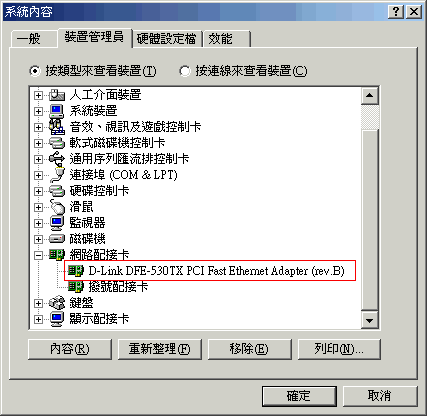 系統內容
一般
裝置管理員
硬體設定檔
效能
按類型來查看裝置(T)
按連線來查看裝置(C)
人工介面裝置
系統裝置
音效、視訊及遊戲控制卡
軟式磁碟機控制卡
通用序列匯流排控制卡
連接埠 (COM & LPT)
硬碟控制卡
滑鼠
監視器
磁碟機
網路配接卡
D-Link DFE-530TX PCI Fast Ethernet Adapter (rev.B)
撥號配接卡
鍵盤
顯示配接卡
內容(R)
重新整理(F)
移除(E)
列印(N)...
確定
取消